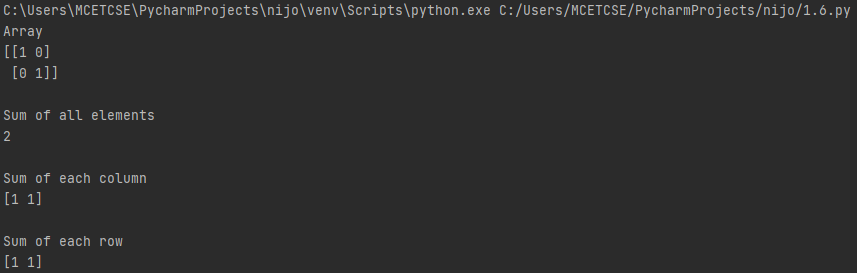 C:\Users\MCETCSE\PycharmProjects\nijo\venv\Scripts\python.exe C:/Users/MCETCSE/PycharmProjects/nijo/1.6.py
Array
[[1 0]
 [0 1]]
Sum of all elements
2
Sum of each column
[1 1]
Sum of each row
[1 1]